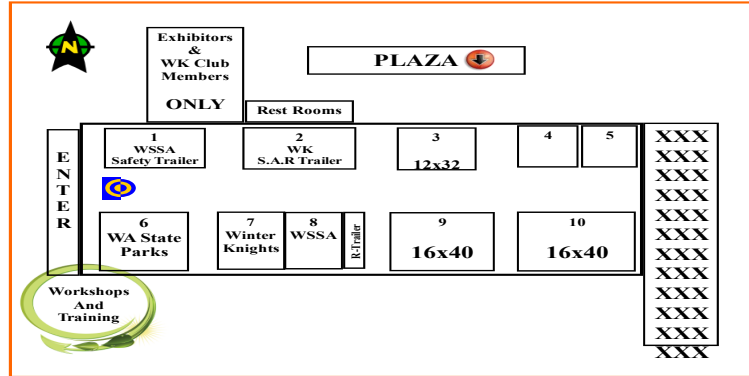 N
Exhibitors
&
WK Club
Members
ONLY
PLAZA
Rest Rooms
ENTER
1
WSSA
Safety Trailer
2
WK
S.A.R Trailer
3
12x32
4
5
6
WA State
Parks
7
Winter
Knights
8
WSSA
R-Trailer
9
16x40
10
16x40
XXX
XXX
XXX
XXX
XXX
XXX
XXX
XXX
XXX
XXX
XXX
XXX
Workshops
And
Training